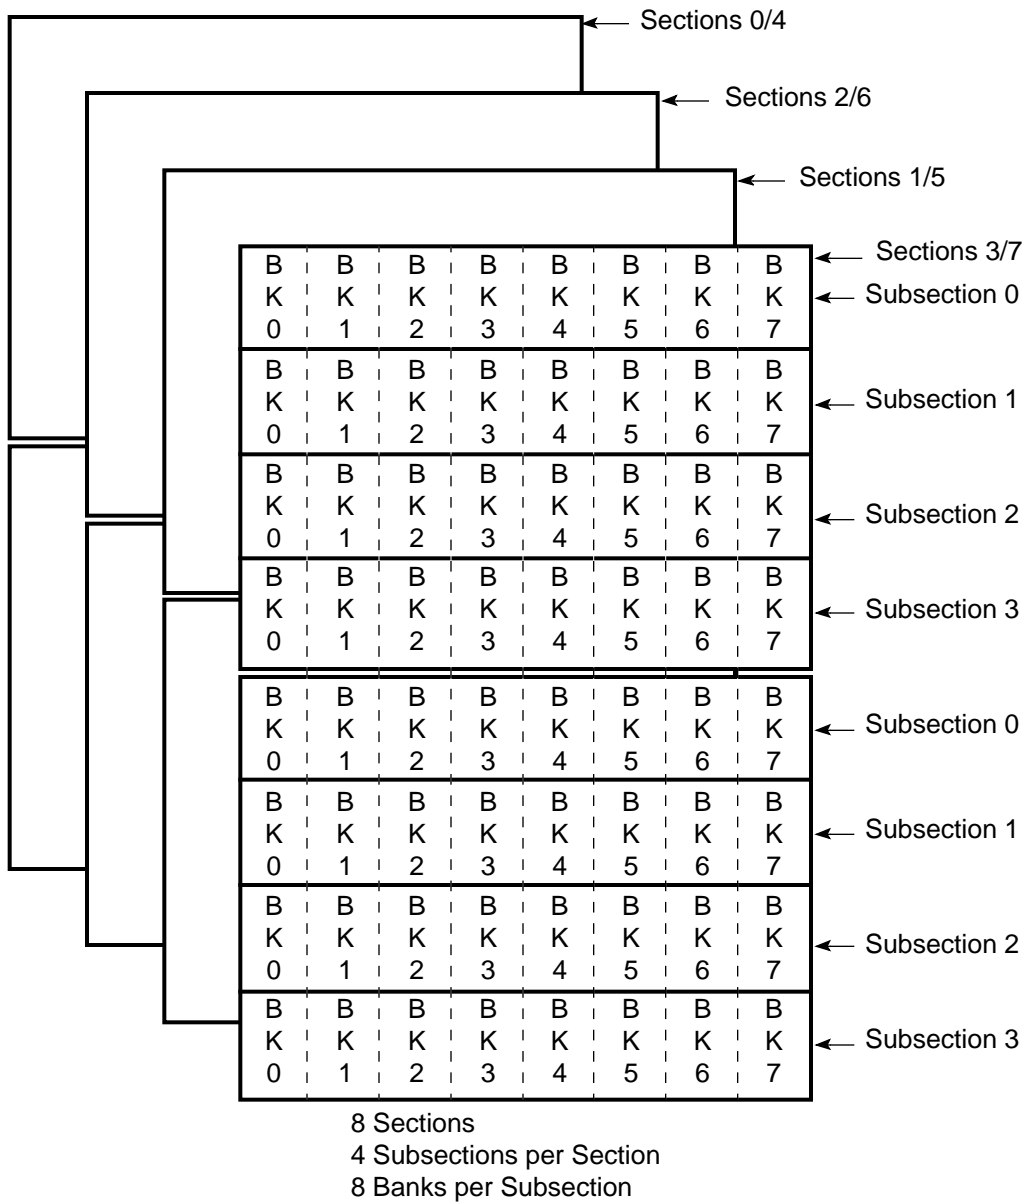 Sections 0/4
Sections 2/6
Sections 1/5
Sections 3/7
B B B B B B B B
K K K K K K K K
Subsection 0
0 1 2 3 4 5 6 7
B B B B B B B B
K K K K K K K K
Subsection 1
0 1 2 3 4 5 6 7
B B B B B B B B
K K K K K K K K
Subsection 2
0 1 2 3 4 5 6 7
B B B B B B B B
K K K K K K K K
Subsection 3
0 1 2 3 4 5 6 7
B B B B B B B B
K K K K K K K K
Subsection 0
0 1 2 3 4 5 6 7
B B B B B B B B
K K K K K K K K
Subsection 1
0 1 2 3 4 5 6 7
B B B B B B B B
K K K K K K K K
Subsection 2
0 1 2 3 4 5 6 7
B B B B B B B B
K K K K K K K K
Subsection 3
0 1 2 3 4 5 6 7
8 Sections
4 Subsections per Section
8 Banks per Subsection